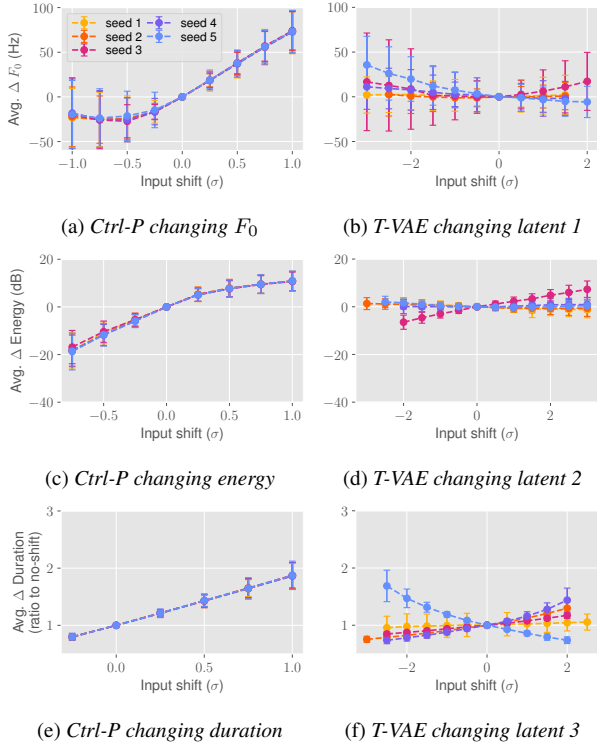 100
50
0
−50
Avg. Δ F₀ (Hz)
seed 1
seed 2
seed 3
seed 4
seed 5
−1.0 −0.5 0.0 0.5 1.0
Input shift (σ)
(a) Ctrl-P changing F₀
100
50
0
−50
−2 0 2
Input shift (σ)
(b) T-VAE changing latent 1
40
20
0
−20
−40
Avg. Δ Energy (dB)
−0.5 0.0 0.5 1.0
Input shift (σ)
(c) Ctrl-P changing energy
40
20
0
−20
−40
−2 0 2
Input shift (σ)
(d) T-VAE changing latent 2
3
2
1
Avg. Δ Duration
(ratio to no-shift)
0.0 0.5 1.0
Input shift (σ)
(e) Ctrl-P changing duration
3
2
1
−2 0 2
Input shift (σ)
(f) T-VAE changing latent 3